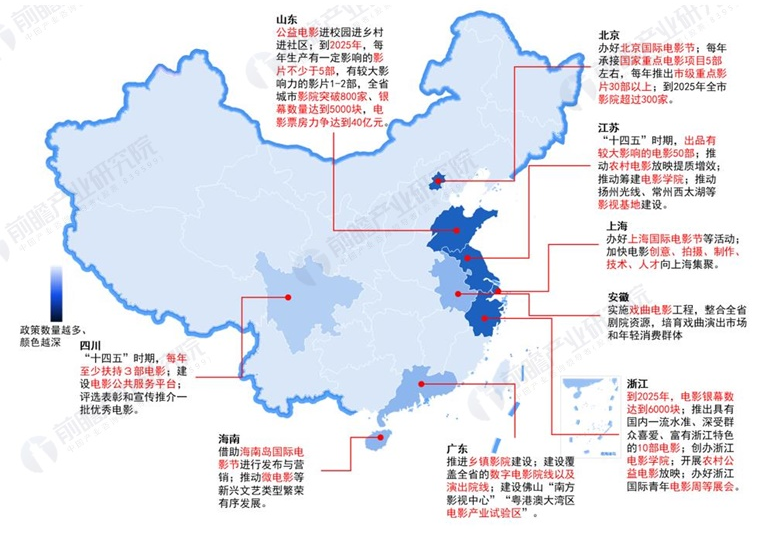 山东
公益电影进校园进乡村
进社区；到2025年，每
年生产有一定影响的影
片不少于5部，有较大影
响力的影片1-2部，全省
城市影院突破800家、银
幕数量达到5000块，电
影票房力争达到40亿元。
北京
办好北京国际电影节；每年
承接国家重点电影项目5部
左右，每年推出市级重点影
片30部以上；到2025年全市
影院超过300家。
江苏
“十四五”时期，出品有
较大影响的电影50部；推
动农村电影放映提质增效；
推动筹建电影学院；推动
扬州光线、常州西太湖等
影视基地建设。
上海
办好上海国际电影节等活动；
加快电影创意、拍摄、制作、
技术、人才向上海集聚。
安徽
实施戏曲电影工程，整合全省
剧院资源，培育戏曲演出市场
和年轻消费群体
浙江
到2025年，电影银幕数
达到6000块；推出具有
国内一流水准、深受群
众喜爱、富有浙江特色
的10部电影；创办浙江
电影学院；开展农村公
益电影放映；办好浙江
国际青年电影周等展会。
政策数量越多、
颜色越深
四川
“十四五”时期，每年
至少扶持３部电影；建
设电影公共服务平台；
评选表彰和宣传推介一
批优秀电影。
海南
借助海南岛国际电
影节进行发布与营
销；推动微电影等
新兴文艺类型繁荣
有序发展。
广东
推进乡镇影院建设；建设覆
盖全省的数字电影院线以及
演出院线；建设佛山“南方
影视中心”“粤港澳大湾区
电影产业试验区”。
前瞻产业研究院